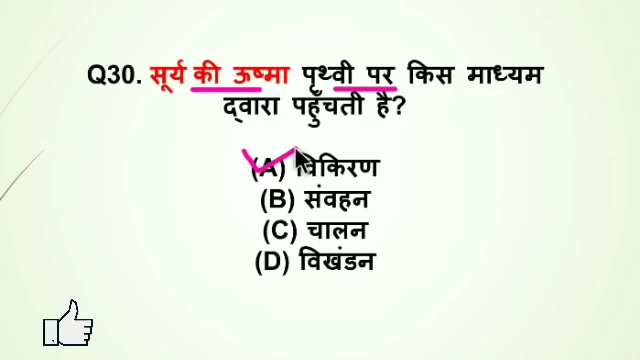 Q30. सूर्य की ऊष्मा पृथ्वी पर किस माध्यम
द्वारा पहुँचती है?
(A) विकिरण
(B) संवहन
(C) चालन
(D) विखंडन